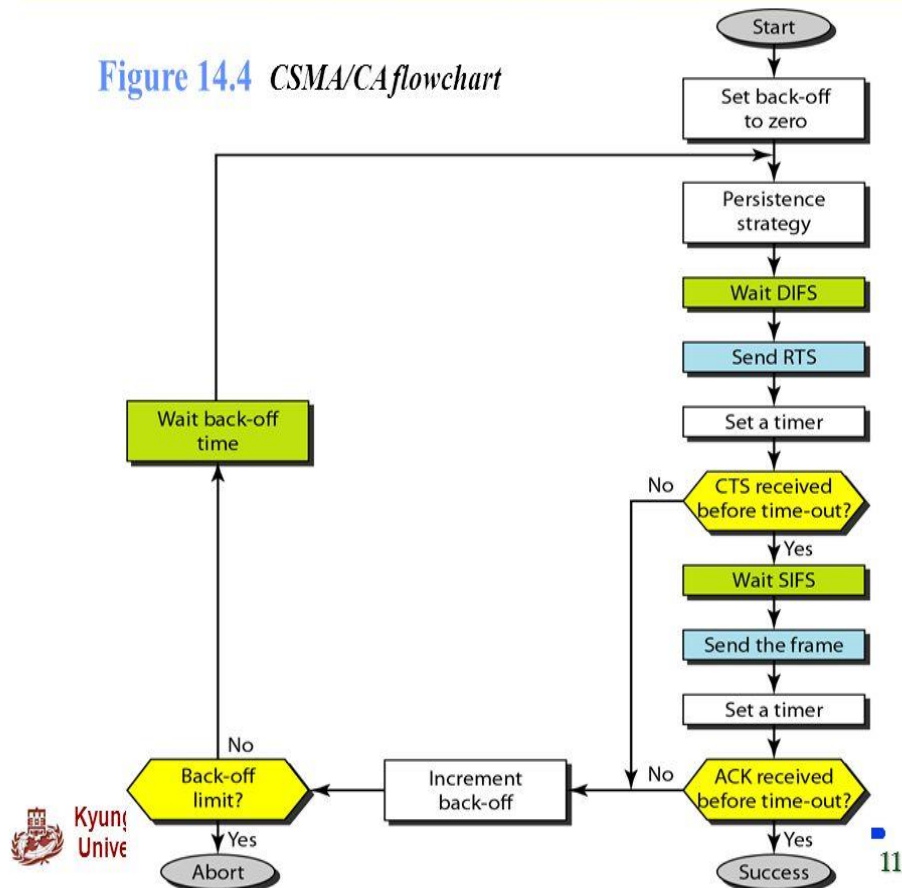 Figure 14.4 CSMA/CA flowchart
Start
Set back-off
to zero
Persistence
strategy
Wait DIFS
Send RTS
Set a timer
CTS received
before time-out?
No
Yes
Wait SIFS
Send the frame
Set a timer
ACK received
before time-out?
No
Yes
Success
Increment
back-off
Back-off
limit?
No
Yes
Abort
Wait back-off
time
Kyung
Unive
11